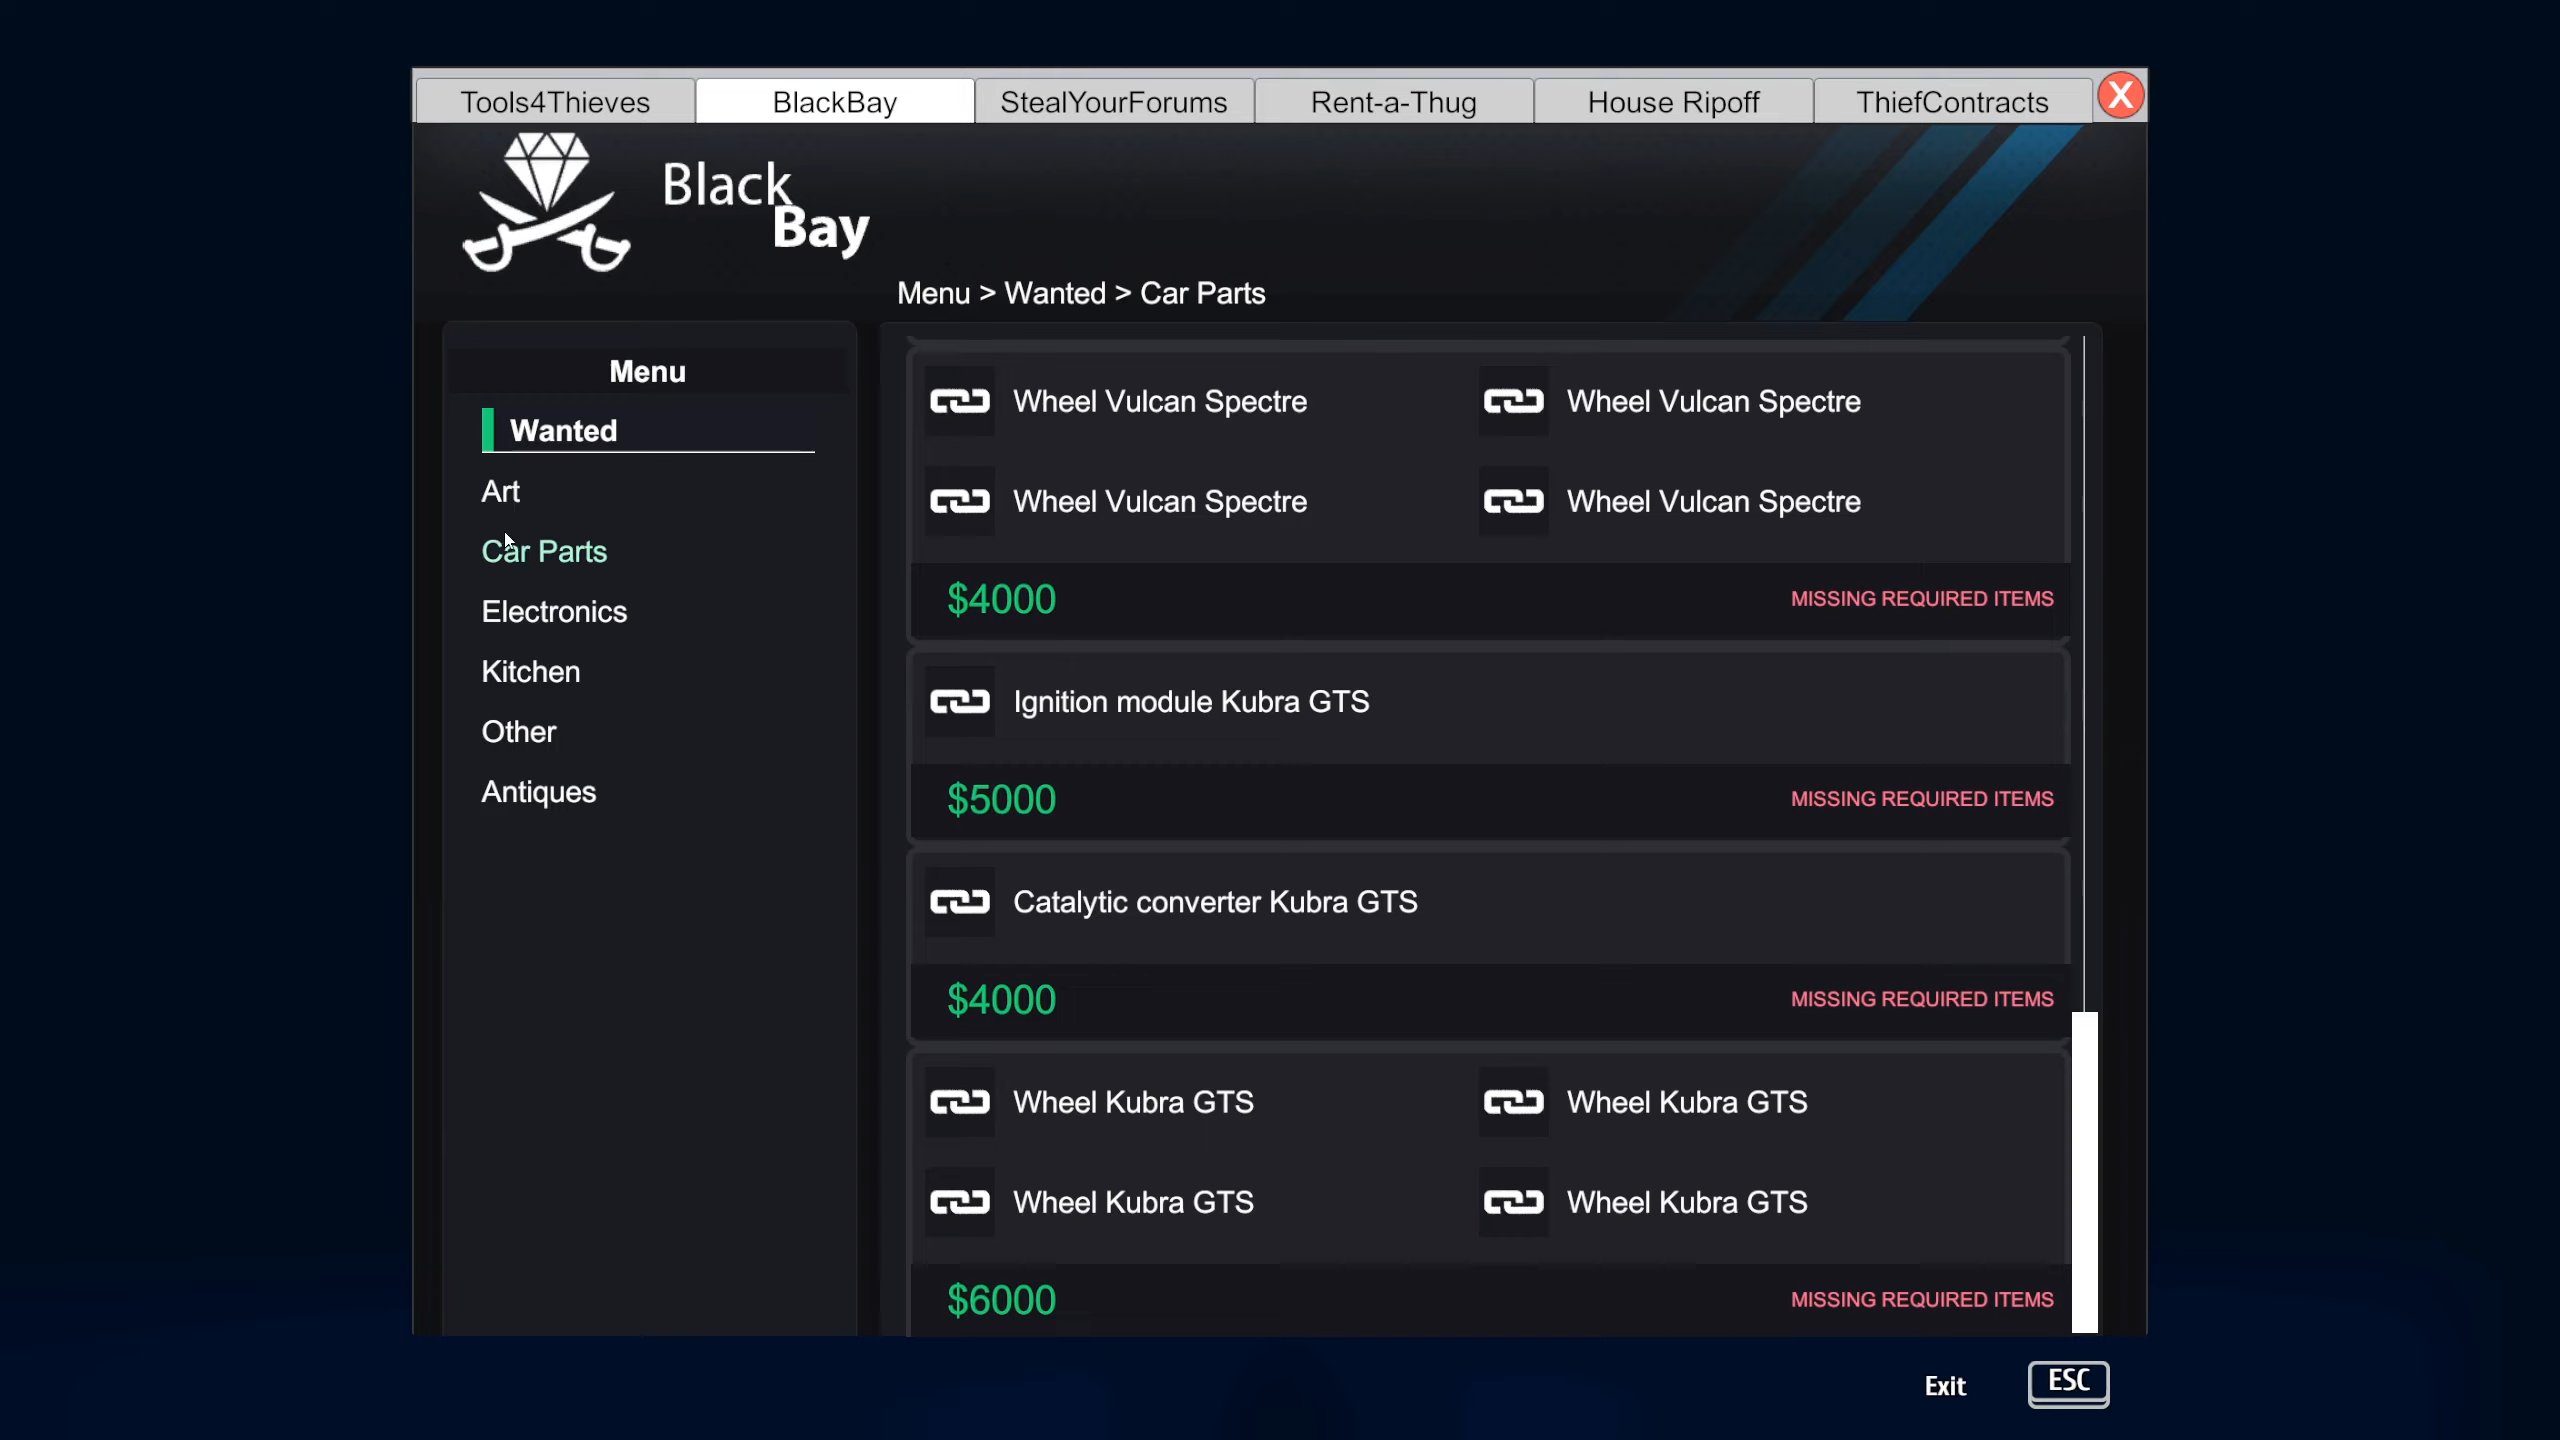 Tools4Thieves BlackBay StealYourForums Rent-a-Thug House Ripoff ThiefContracts X
Black
Bay
Menu > Wanted > Car Parts
Menu
Wanted
Art
Car Parts
Electronics
Kitchen
Other
Antiques
Wheel Vulcan Spectre Wheel Vulcan Spectre
Wheel Vulcan Spectre Wheel Vulcan Spectre
$4000 MISSING REQUIRED ITEMS
Ignition module Kubra GTS
$5000 MISSING REQUIRED ITEMS
Catalytic converter Kubra GTS
$4000 MISSING REQUIRED ITEMS
Wheel Kubra GTS Wheel Kubra GTS
Wheel Kubra GTS Wheel Kubra GTS
$6000 MISSING REQUIRED ITEMS
Exit ESC